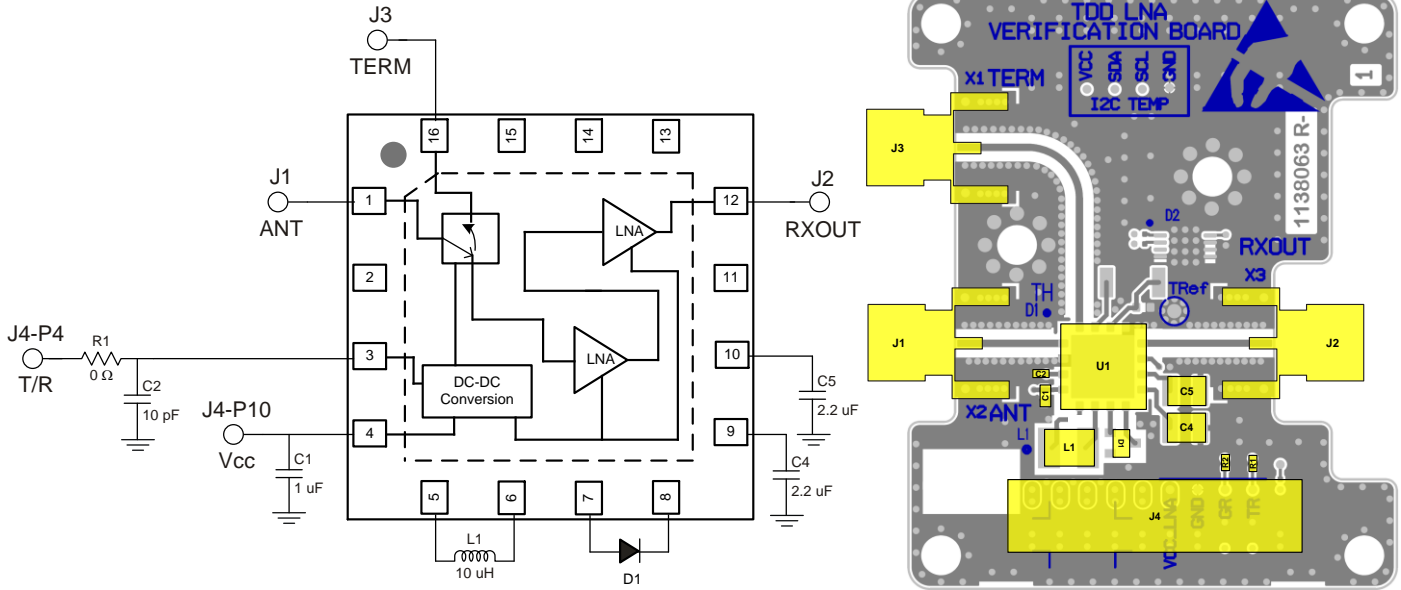 J3
TERM
16
15
14
13
J1
ANT
1
12
J2
RXOUT
LNA
2
11
J4-P4
T/R
R1
0 Ω
C2
10 pF
3
LNA
10
C5
2.2 uF
DC-DC
Conversion
J4-P10
Vcc
C1
1 uF
4
9
C4
2.2 uF
5
6
7
8
L1
10 uH
D1
TDD LNA
VERIFICATION BOARD
X1 TERM
VCC
SDA
SCL
GND
I2C TEMP
1
J3
1138063 R-
D2
RXOUT
X3
TH
D1
TRef
J1
U1
J2
C2
C1
C5
C4
X2 ANT
L1
L1
D1
R2
R1
J4
VCC_LNA
GND
GR
TR